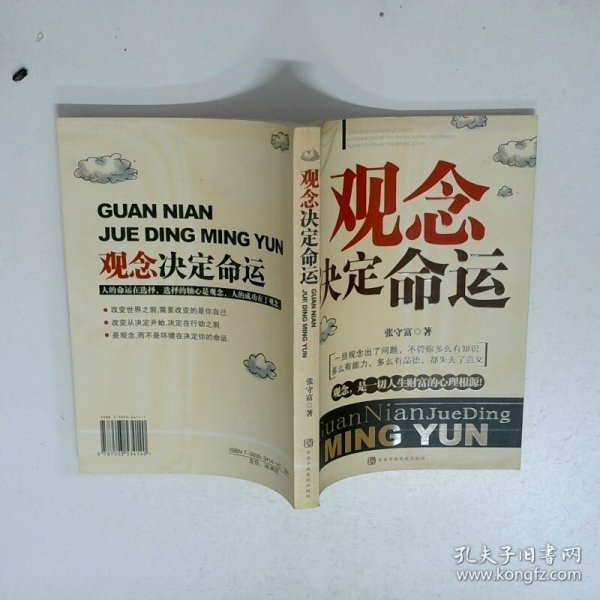 GUAN NIAN
JUE DING MING YUN
观念决定命运
人的命运在选择，选择的轴心是观念，人的成功在于观念
●改变世界之前,需要改变的是你自己.
●改变从决定开始,决定在行动之前.
●是观念,而不是环境在决定你的命运.
9787503534140
观念决定命运
GUAN NIAN
JUE DING MING YUN
张守富◎著
观念
决定命运
张守富◎著
一旦观念出了问题，不管你多么有知识
多么有能力、多么有品德，都失去了意义
观念，是一切人生财富的心理根源!
GuanNianJueDing
MING YUN
孔夫子旧书网
www.kongfz.com